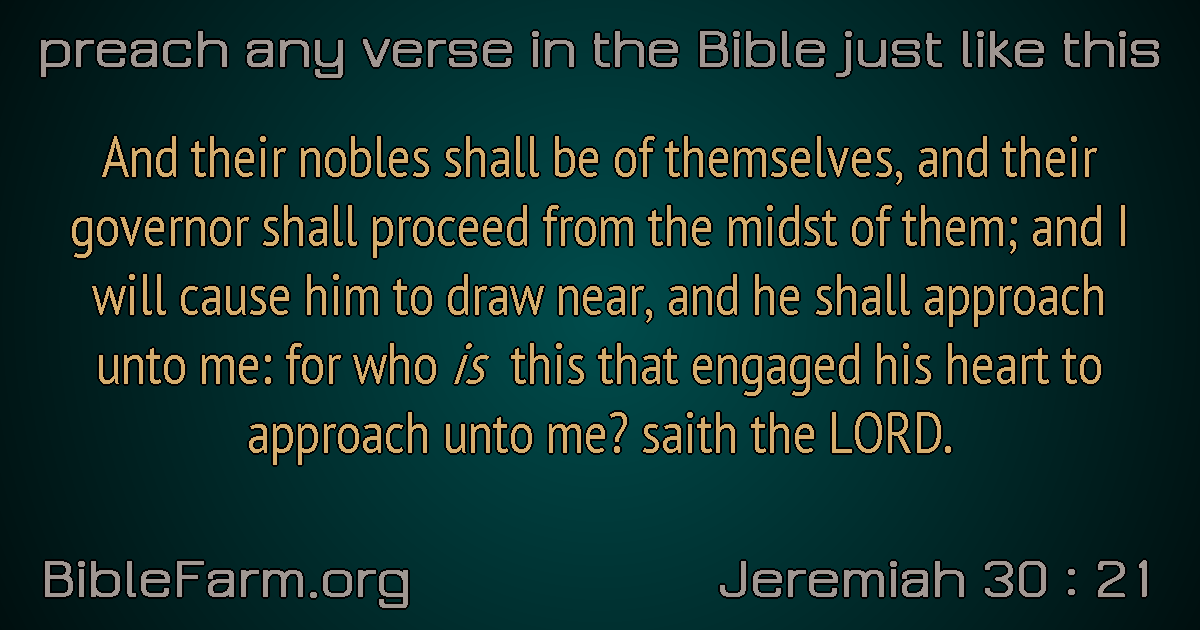 preach any verse in the Bible just like this
And their nobles shall be of themselves, and their
governor shall proceed from the midst of them; and I
will cause him to draw near, and he shall approach
unto me: for who is this that engaged his heart to
approach unto me? saith the LORD.
BibleFarm.org
Jeremiah 30 : 21